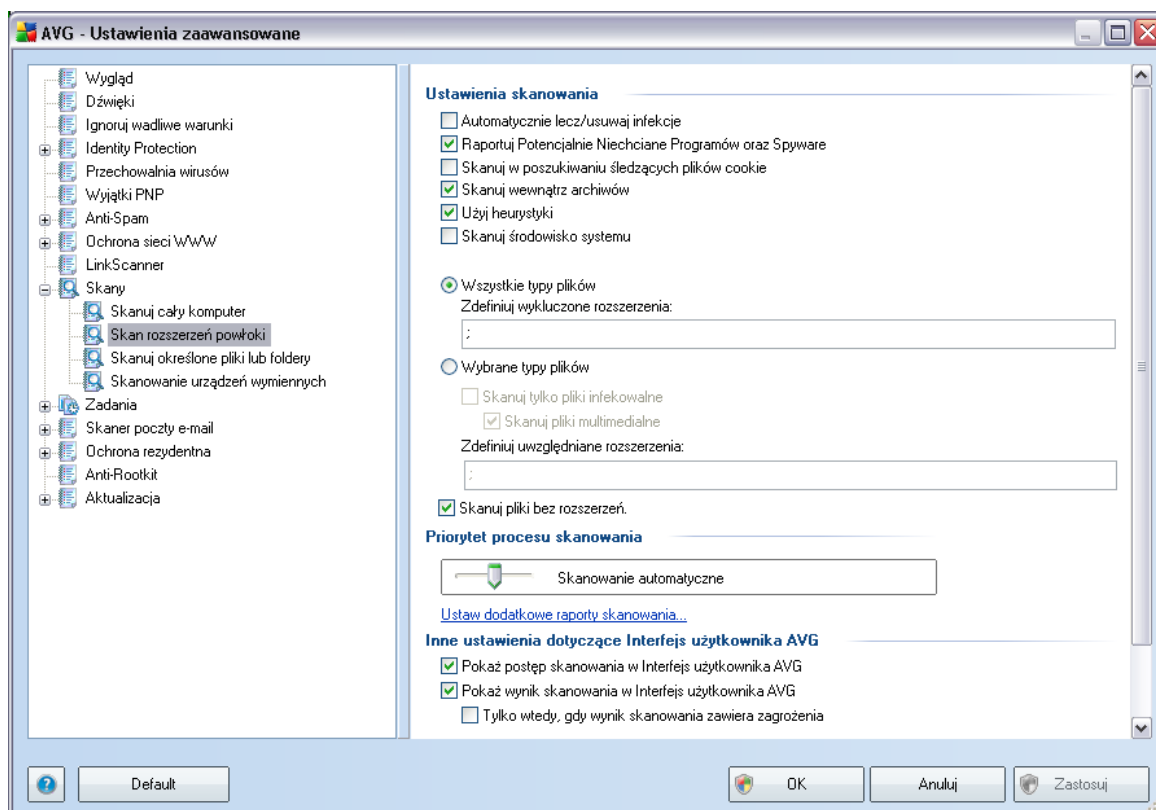 AVG - Ustawienia zaawansowane
Wygląd
Dźwięki
Ignoruj wadliwe warunki
Identity Protection
Przechowalnia wirusów
Wyjątki PNP
Anti-Spam
Ochrona sieci WWW
LinkScanner
Skany
Skanuj cały komputer
Skan rozszerzeń powłoki
Skanuj określone pliki lub foldery
Skanowanie urządzeń wymiennych
Zadania
Skaner poczty e-mail
Ochrona rezydentna
Anti-Rootkit
Aktualizacja
Ustawienia skanowania
Automatycznie lecz/usuwaj infekcje
Raportuj Potencjalnie Niechciane Programów oraz Spyware
Skanuj w poszukiwaniu śledzących plików cookie
Skanuj wewnątrz archiwów
Użyj heurystyki
Skanuj środowisko systemu
Wszystkie typy plików
Zdefiniuj wykluczone rozszerzenia:
;
Wybrane typy plików
Skanuj tylko pliki infekowalne
Skanuj pliki multimedialne
Zdefiniuj uwzględniane rozszerzenia:
;
Skanuj pliki bez rozszerzeń.
Priorytet procesu skanowania
Skanowanie automatyczne
Ustaw dodatkowe raporty skanowania...
Inne ustawienia dotyczące Interfejs użytkownika AVG
Pokaż postęp skanowania w Interfejs użytkownika AVG
Pokaż wynik skanowania w Interfejs użytkownika AVG
Tylko wtedy, gdy wynik skanowania zawiera zagrożenia
Default
OK
Anuluj
Zastosuj